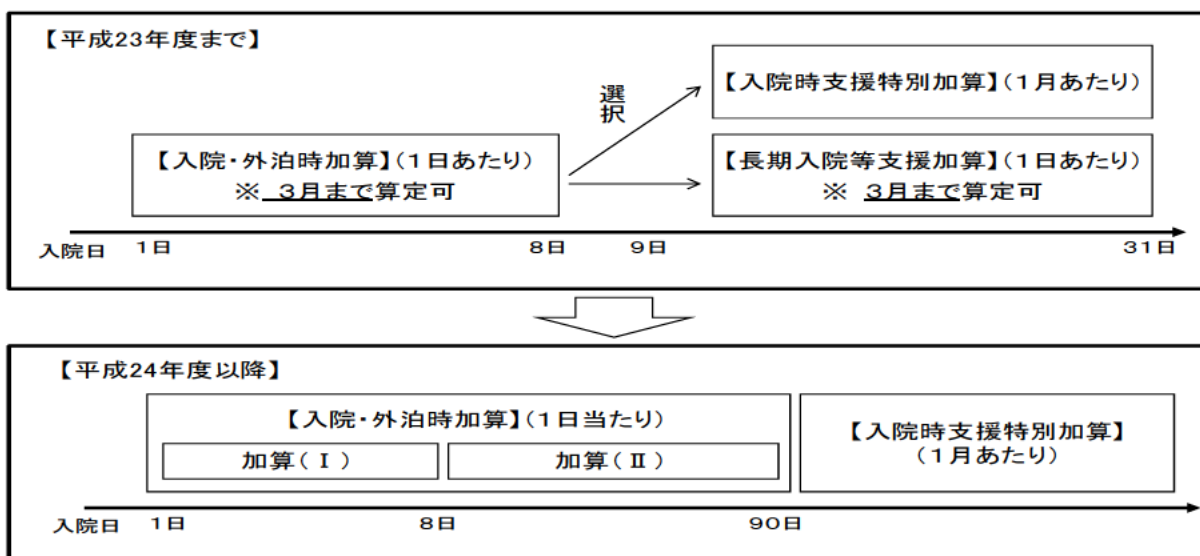 【平成23年度まで】
選択
【入院時支援特別加算】(1月あたり)
【入院・外泊時加算】(1日あたり)
※ 3月まで算定可
【長期入院等支援加算】(1日あたり)
※ 3月まで算定可
入院日 1日 8日 9日 31日
【平成24年度以降】
【入院・外泊時加算】(1日当たり)
加算(Ⅰ) 加算(Ⅱ)
【入院時支援特別加算】
(1月あたり)
入院日 1日 8日 90日